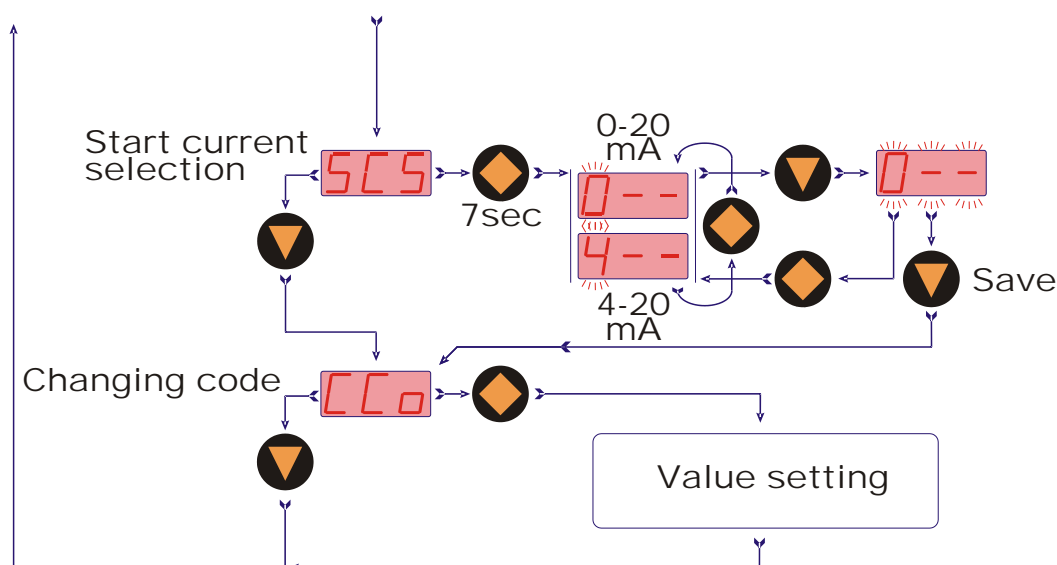 0-20
mA
Start current
selection
SCS
7sec
0--
0--
4--
4-20
mA
Save
Changing code
CCo
Value setting